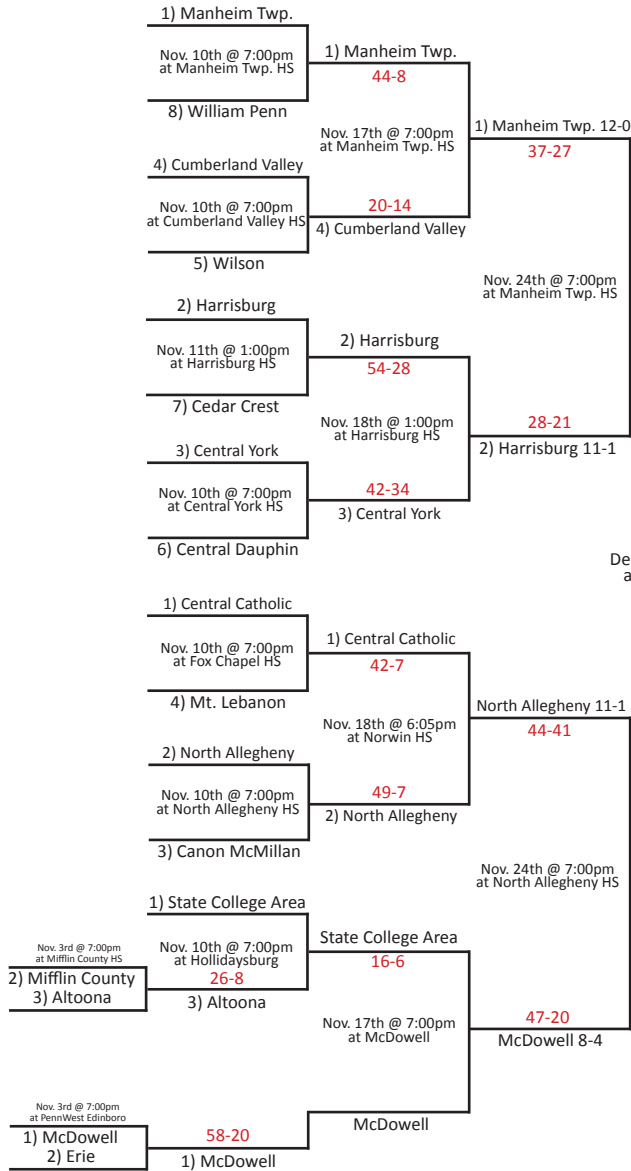 1) Manheim Twp.
Nov. 10th @ 7:00pm
at Manheim Twp. HS
8) William Penn
1) Manheim Twp.
44-8
Nov. 17th @ 7:00pm
at Manheim Twp. HS
4) Cumberland Valley
Nov. 10th @ 7:00pm
at Cumberland Valley HS
5) Wilson
20-14
4) Cumberland Valley
1) Manheim Twp. 12-0
37-27
Nov. 24th @ 7:00pm
at Manheim Twp. HS
2) Harrisburg
Nov. 11th @ 1:00pm
at Harrisburg HS
7) Cedar Crest
2) Harrisburg
54-28
Nov. 18th @ 1:00pm
at Harrisburg HS
3) Central York
Nov. 10th @ 7:00pm
at Central York HS
6) Central Dauphin
42-34
3) Central York
28-21
2) Harrisburg 11-1
De
a
1) Central Catholic
Nov. 10th @ 7:00pm
at Fox Chapel HS
4) Mt. Lebanon
1) Central Catholic
42-7
Nov. 18th @ 6:05pm
at Norwin HS
2) North Allegheny
Nov. 10th @ 7:00pm
at North Allegheny HS
3) Canon McMillan
49-7
2) North Allegheny
North Allegheny 11-1
44-41
Nov. 24th @ 7:00pm
at North Allegheny HS
1) State College Area
Nov. 10th @ 7:00pm
at Hollidaysburg
26-8
3) Altoona
Nov. 3rd @ 7:00pm
at Mifflin County HS
2) Mifflin County
3) Altoona
State College Area
16-6
Nov. 17th @ 7:00pm
at McDowell
47-20
McDowell 8-4
Nov. 3rd @ 7:00pm
at PennWest Edinboro
1) McDowell
2) Erie
58-20
1) McDowell
McDowell